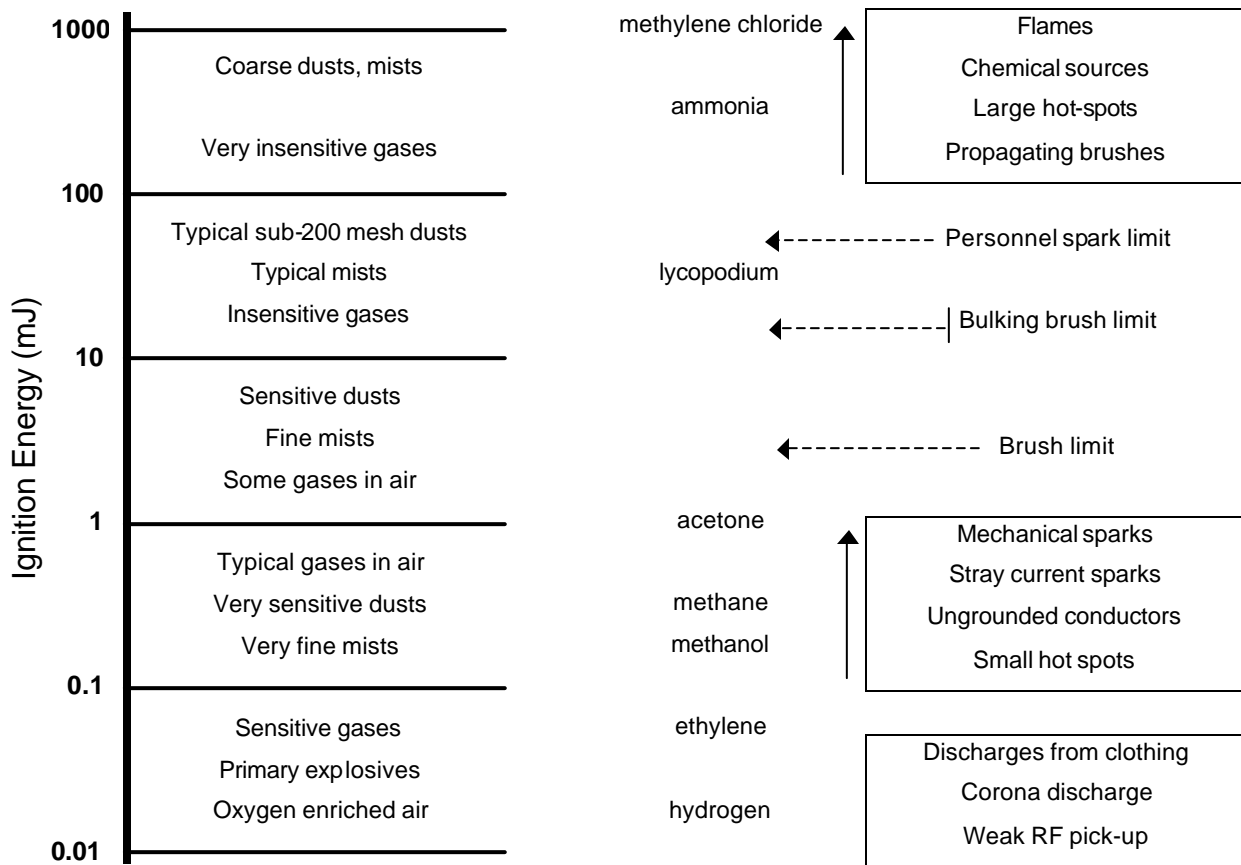 Ignition Energy (mJ)
1000
100
10
1
0.1
0.01
Coarse dusts, mists
Very insensitive gases
Typical sub-200 mesh dusts
Typical mists
Insensitive gases
Sensitive dusts
Fine mists
Some gases in air
Typical gases in air
Very sensitive dusts
Very fine mists
Sensitive gases
Primary explosives
Oxygen enriched air
methylene chloride
ammonia
lycopodium
acetone
methane
methanol
ethylene
hydrogen
Flames
Chemical sources
Large hot-spots
Propagating brushes
Personnel spark limit
Bulking brush limit
Brush limit
Mechanical sparks
Stray current sparks
Ungrounded conductors
Small hot spots
Discharges from clothing
Corona discharge
Weak RF pick-up